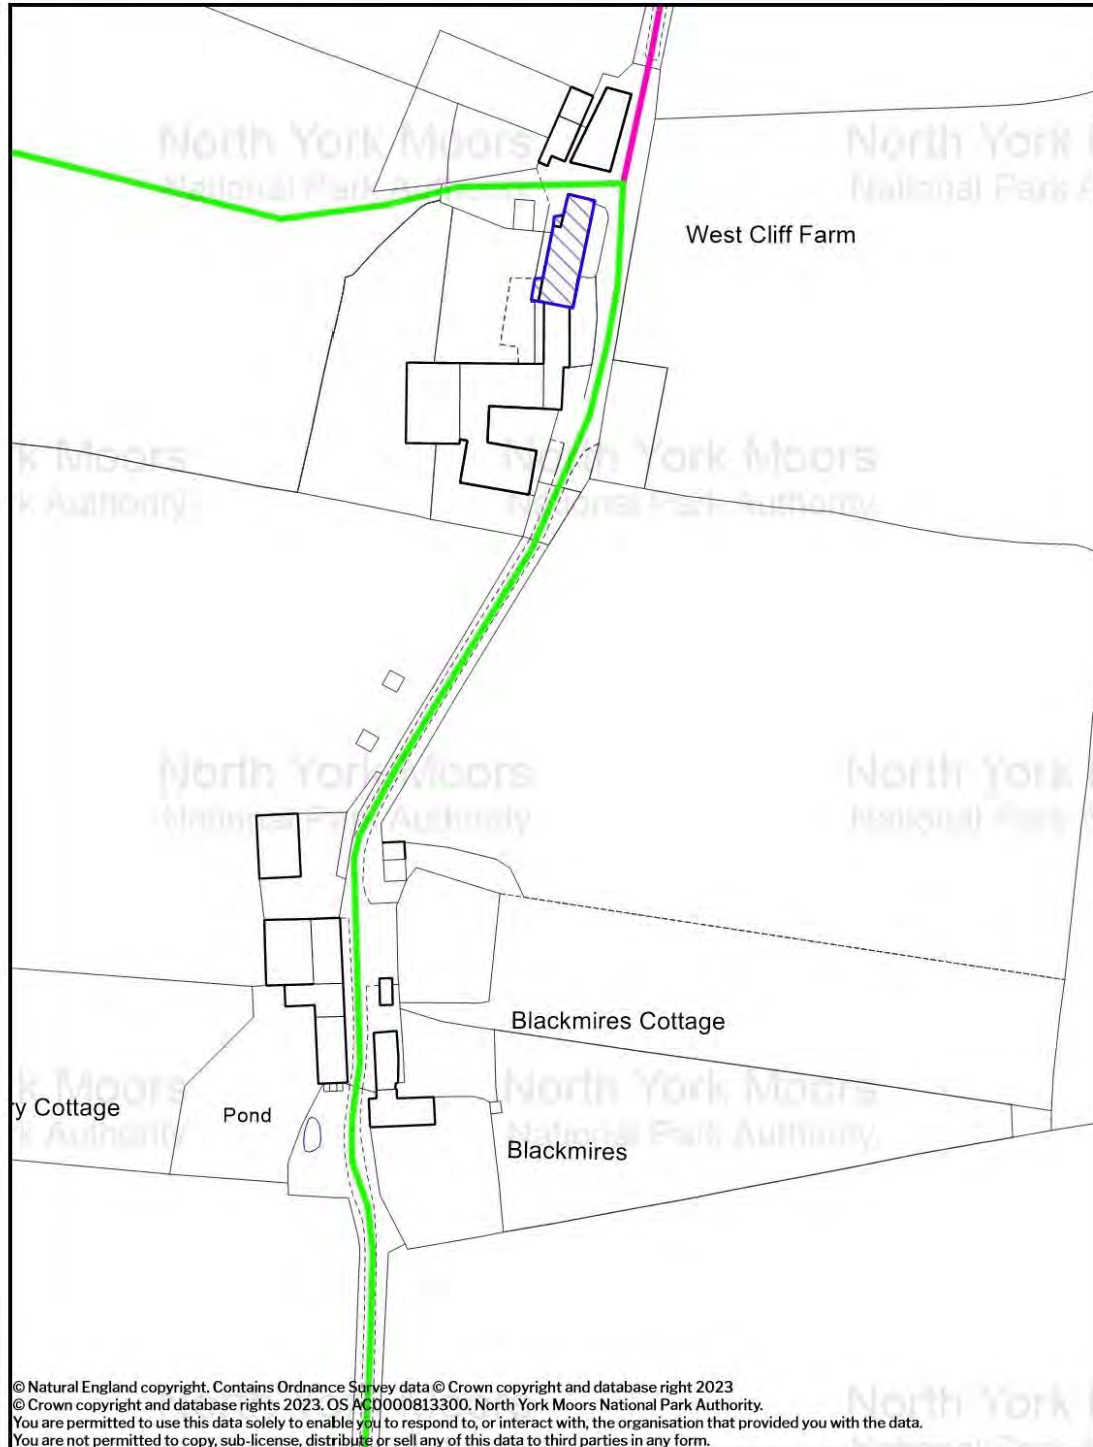 North York Moors
National Park Authority
North York
National Park A
West Cliff Farm
k Moors
k Authority
North York Moors
National Park Authority
North York Moors
National Park Authority
North York
National Park
Blackmires Cottage
k Moors
k Authority
North York Moors
National Park Authority
ry Cottage
Pond
Blackmires
© Natural England copyright. Contains Ordnance Survey data © Crown copyright and database right 2023
© Crown copyright and database rights 2023. OS AC0000813300. North York Moors National Park Authority.
You are permitted to use this data solely to enable you to respond to, or interact with, the organisation that provided you with the data.
You are not permitted to copy, sub-license, distribute or sell any of this data to third parties in any form.
North York